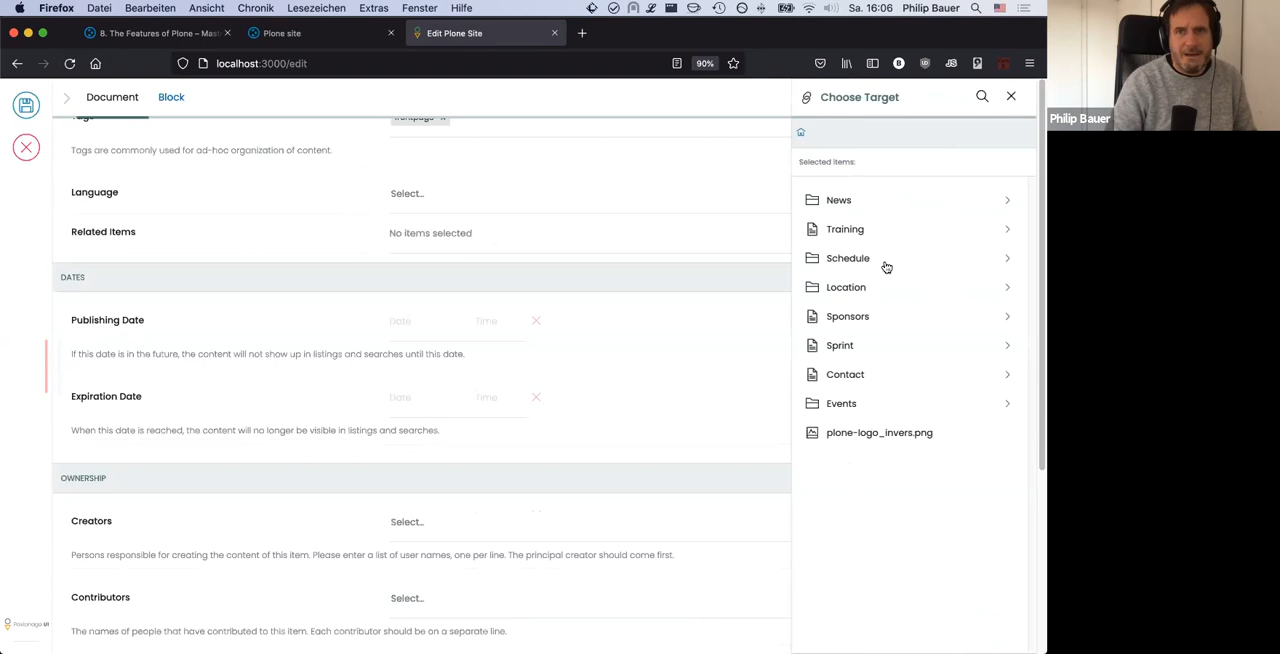 Firefox Datei Bearbeiten Ansicht Chronik Lesezeichen Extras Fenster Hilfe Sa. 16:06 Philip Bauer
8. The Features of Plone – Mast
Plone site
Edit Plone Site
localhost:3000/edit
90%
Document Block
Choose Target
Tags are commonly used for ad-hoc organization of content.
Language
Select...
Related Items
No items selected
DATES
Publishing Date
Date Time
If this date is in the future, the content will not show up in listings and searches until this date.
Expiration Date
Date Time
When this date is reached, the content will no longer be visible in listings and searches.
OWNERSHIP
Creators
Select...
Persons responsible for creating the content of this item. Please enter a list of user names, one per line. The principal creator should come first.
Contributors
Select...
The names of people that have contributed to this item. Each contributor should be on a separate line.
Selected items:
News
Training
Schedule
Location
Sponsors
Sprint
Contact
Events
plone-logo_invers.png
Pastanaga UI
Philip Bauer